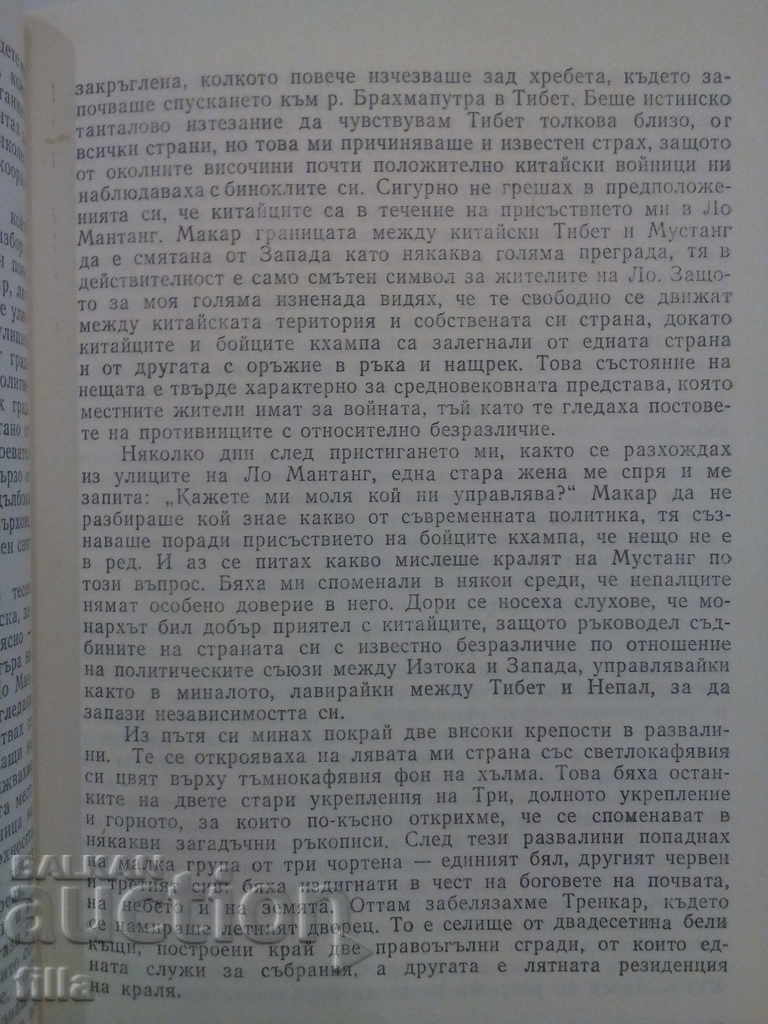 закръглена, колкото повече изчезваше зад хребета, където за-
почваше спускането към р. Брахмапутра в Тибет. Беше истинско
танталово изтезание да чувствувам Тибет толкова близо, от
всички страни, но това ми причиняваше и известен страх, защото
от околните височини почти положително китайски войници ни
наблюдаваха с биноклите си. Сигурно не грешах в предположе-
нията си, че китайците са в течение на присъствието ми в Ло
Мантанг. Макар границата между китайски Тибет и Мустанг
да е смятана от Запада като някаква голяма преграда, тя в
действителност е само смътен символ за жителите на Ло. Защо-
то за моя голяма изненада видях, че те свободно се движат
между китайската територия и собствената си страна, докато
китайците и бойците кхампа са залегнали от едната страна
и от другата с оръжие в ръка и нащрек. Това състояние на
нещата е твърде характерно за средновековната представа, която
местните жители имат за войната, тъй като те гледаха постове-
те на противниците с относително безразличие.
Няколко дни след пристигането ми, както се разхождах
из улиците на Ло Мантанг, една стара жена ме спря и ме
запита: „Кажете ми моля кой ни управлява?“ Макар да не
разбираше кой знае какво от съвременната политика, тя съз-
наваше поради присъствието на бойците кхампа, че нещо не е
в ред. И аз се питах какво мислеше кралят на Мустанг по
този въпрос. Бяха ми споменали в някои среди, че непалците
нямат особено доверие в него. Дори се носеха слухове, че мо-
нархът бил добър приятел с китайците, защото ръководел съд-
бините на страната си с известно безразличие по отношение
на политическите съюзи между Изтока и Запада, управлявайки
както в миналото, лавирайки между Тибет и Непал, за да
запази независимостта си.
Из пътя си минах покрай две високи крепости в развали-
ни. Те се открояваха на лявата ми страна със светлокафявия
си цвят върху тъмнокафявия фон на хълма. Това бяха остан-
ките на двете стари укрепления на Три, долното укрепление
и горното, за които по-късно открихме, че се споменават в
някакви загадъчни ръкописи. След тези развалини попаднах
на малка група от три чортена — единият бял, другият червен
и третият сив, бяха издигнати в чест на боговете на почвата,
на небето и на земята. Оттам забелязахме Тренкар, където
се намираше летният дворец. То е селище от двадесетина бели
къщи, построени край две правоъгълни сгради, от които ед-
ната служи за събрания, а другата е лятната резиденция
на краля.
BALKAN
auction
filla